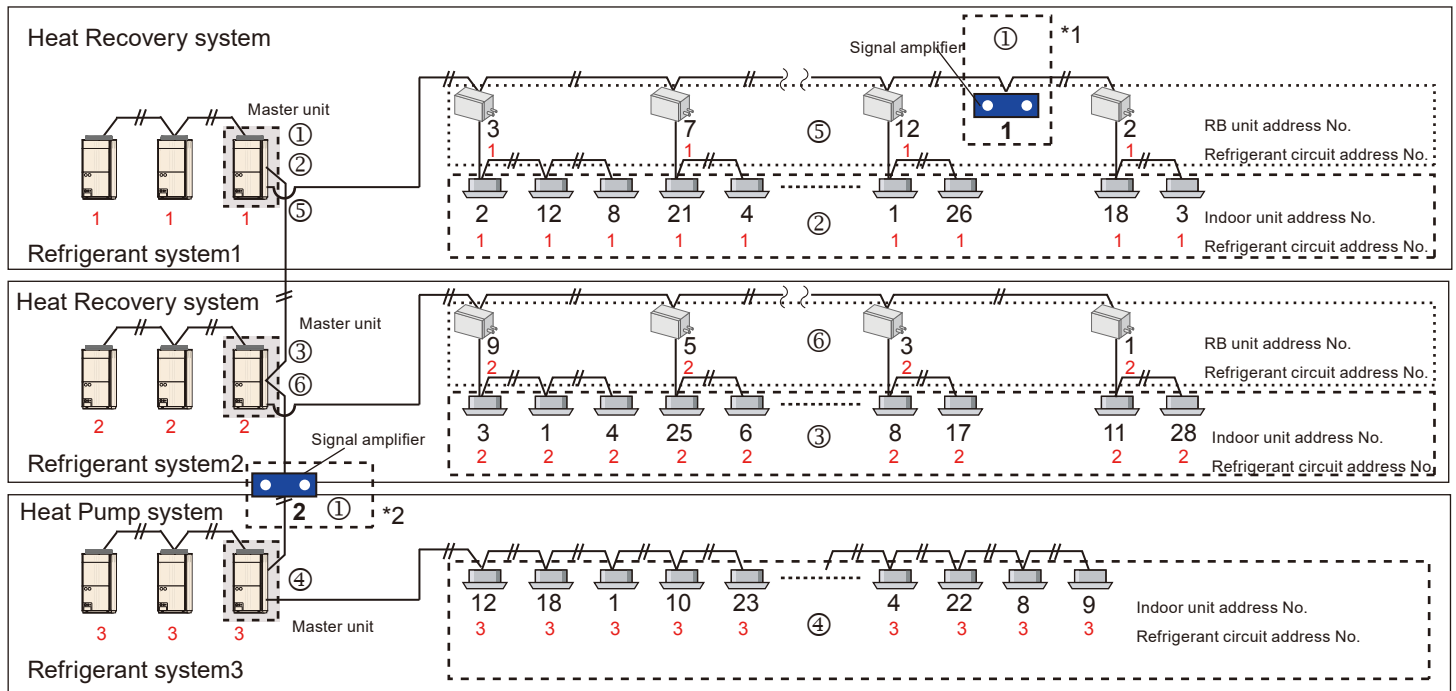 Heat Recovery system
Signal amplifier
① *1
Master unit
①
②
⑤
3 7 ⑤ 12 1 2 RB unit address No.
1 1 1 1 Refrigerant circuit address No.
1 1 1
2 12 8 21 4 ② 1 26 18 3 Indoor unit address No.
1 1 1 1 1 1 1 1 1 Refrigerant circuit address No.
Refrigerant system1
Heat Recovery system
Master unit
③
⑥
9 5 ⑥ 3 1 RB unit address No.
2 2 2 2 Refrigerant circuit address No.
2 2 2
3 1 4 25 6 ③ 8 17 11 28 Indoor unit address No.
2 2 2 2 2 2 2 2 2 Refrigerant circuit address No.
Signal amplifier
Refrigerant system2
2 ① *2
Heat Pump system
④
12 18 1 10 23 ④ 4 22 8 9 Indoor unit address No.
3 3 3 3 3 3 3 3 3 Refrigerant circuit address No.
3 3 3
Master unit
Refrigerant system3